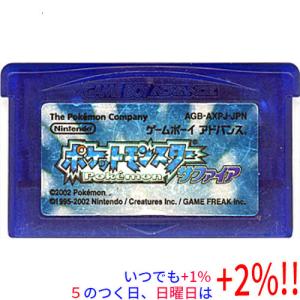 GAME BOY ADVANCE
The Pokémon Company
AGB-AXPJ-JPN
Nintendo
ゲームボーイ アドバンス
ポケットモンスター
Pokémon
サファイア
©2002 Pokémon.
©1995-2002 Nintendo / Creatures Inc. / GAME FREAK Inc.
いつでも+1%
5のつく日、日曜日は
+2%!!